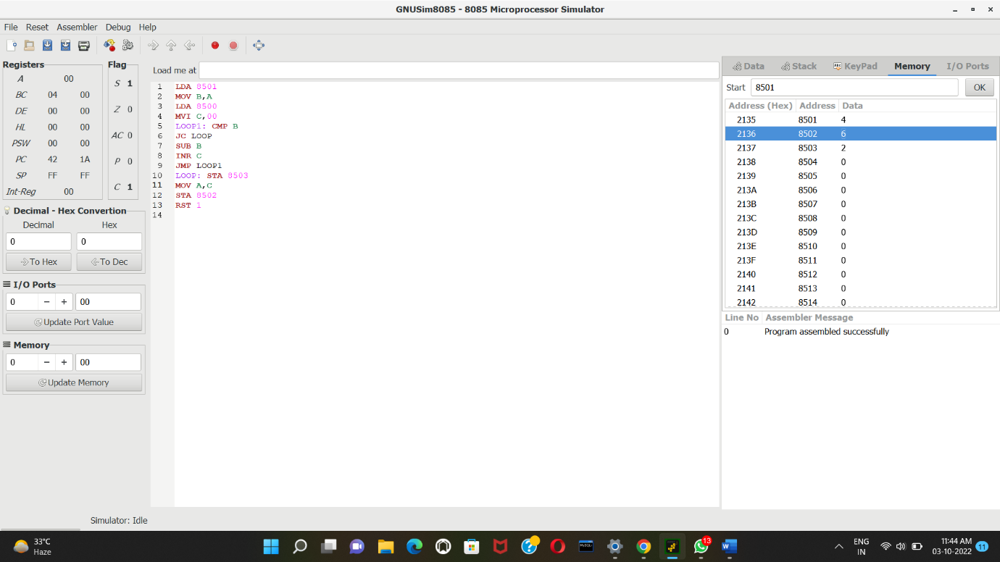 GNUSim8085 - 8085 Microprocessor Simulator
File Reset Assembler Debug Help
Registers
A 00
BC 04 00
DE 00 00
HL 00 00
PSW 00 00
PC 42 1A
SP FF FF
Int-Reg 00
Flag
S 1
Z 0
AC 0
P 0
C 1
Decimal - Hex Convertion
Decimal Hex
0 0
To Hex To Dec
I/O Ports
0 − + 00
Update Port Value
Memory
0 − + 00
Update Memory
Load me at
1 LDA 8501
2 MOV B,A
3 LDA 8500
4 MVI C,00
5 LOOP1: CMP B
6 JC LOOP
7 SUB B
8 INR C
9 JMP LOOP1
10 LOOP: STA 8503
11 MOV A,C
12 STA 8502
13 RST 1
14
Data Stack Abc KeyPad Memory I/O Ports
Start 8501 OK
Address (Hex) Address Data
2135 8501 4
2136 8502 6
2137 8503 2
2138 8504 0
2139 8505 0
213A 8506 0
213B 8507 0
213C 8508 0
213D 8509 0
213E 8510 0
213F 8511 0
2140 8512 0
2141 8513 0
2142 8514 0
Line No Assembler Message
0 Program assembled successfully
Simulator: Idle
33°C
Haze
13
ENG
IN
11:44 AM
03-10-2022
11